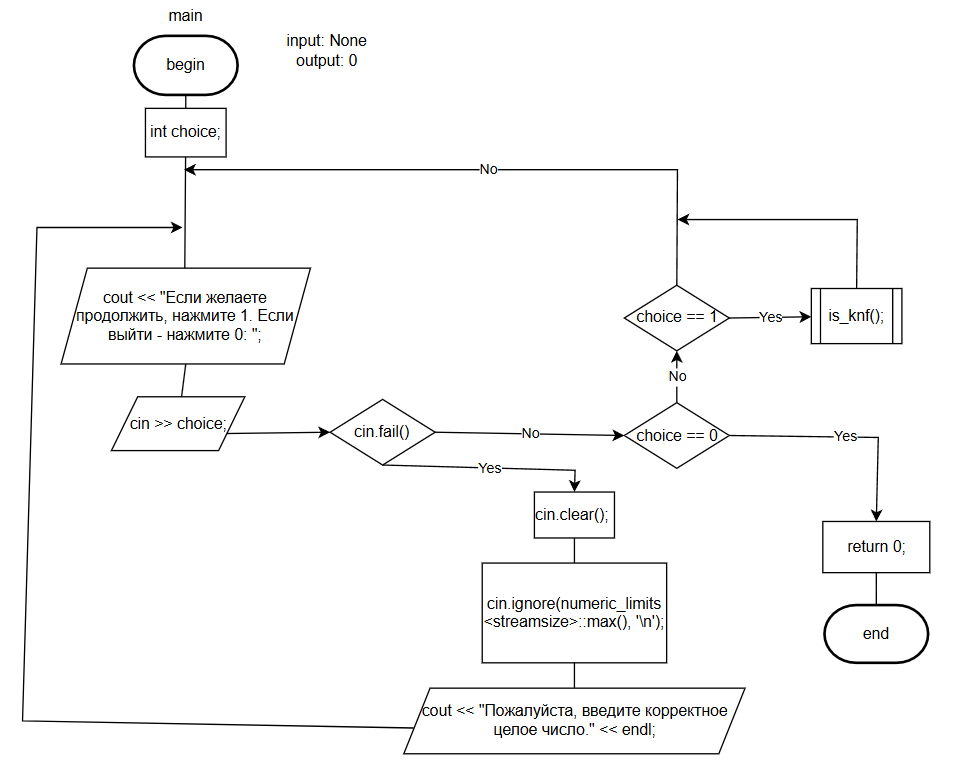 main
input: None
output: 0
begin
int choice;
No
cout << "Если желаете
продолжить, нажмите 1. Если
выйти - нажмите 0: ";
choice == 1
Yes
is_knf();
No
cin >> choice;
cin.fail()
No
choice == 0
Yes
Yes
cin.clear();
return 0;
cin.ignore(numeric_limits
<streamsize>::max(), '\n');
end
cout << "Пожалуйста, введите корректное
целое число." << endl;